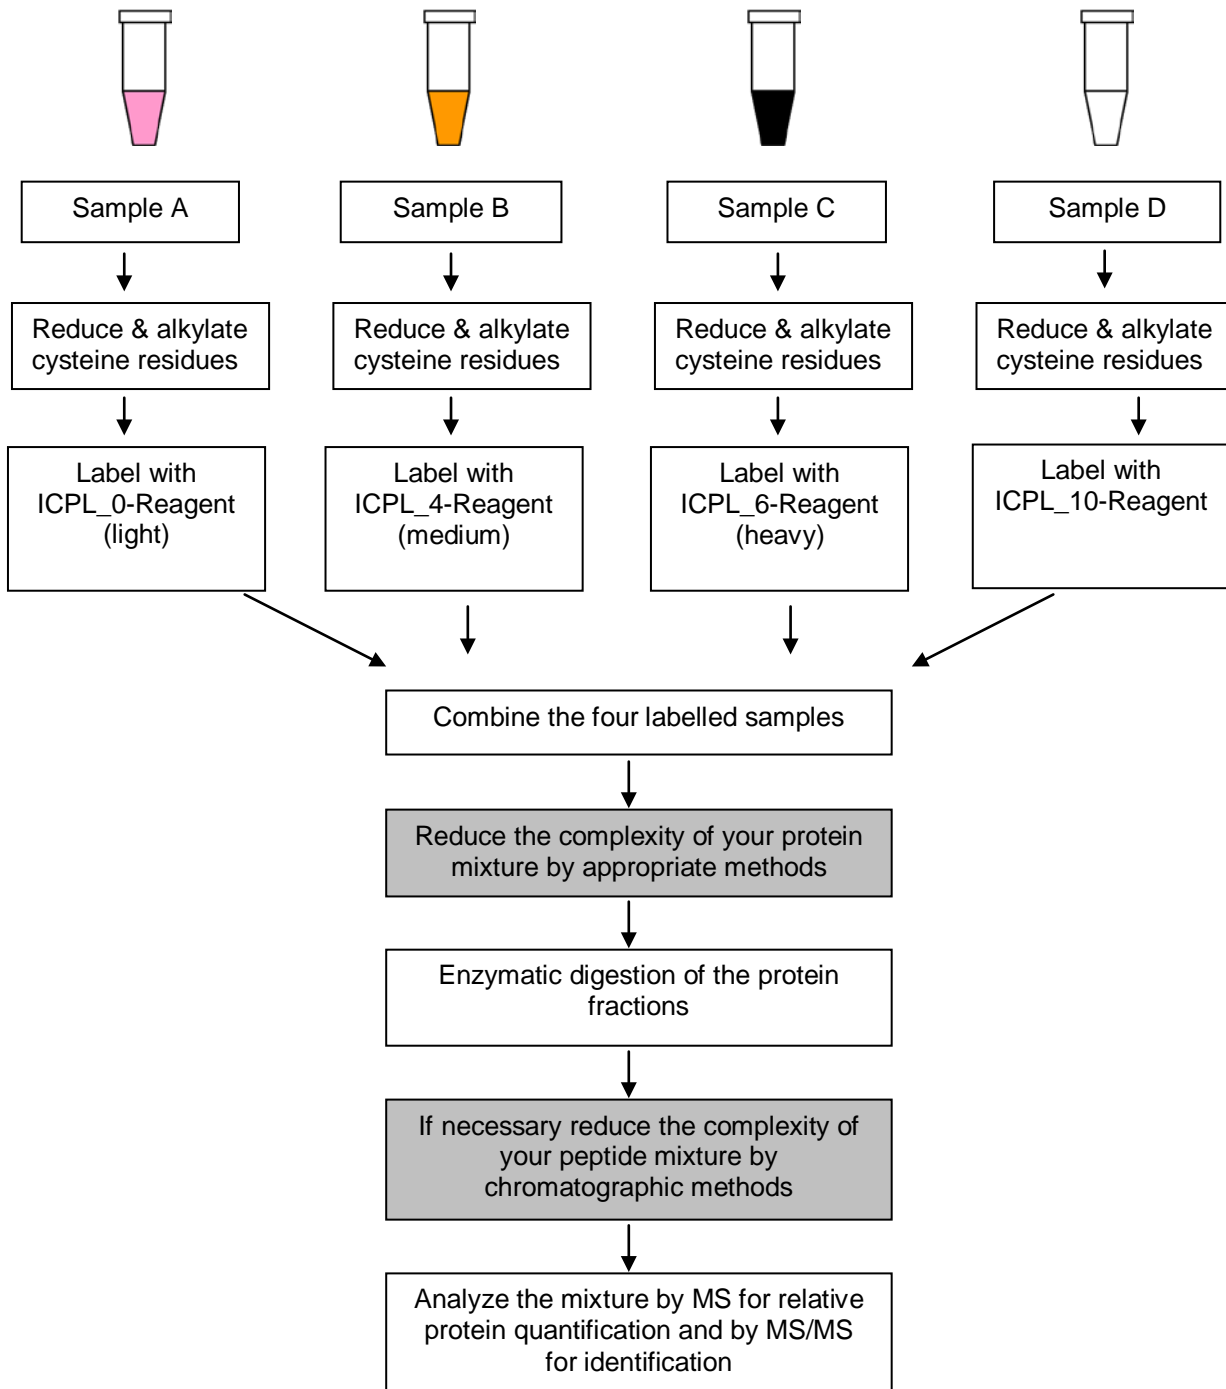 Sample A
Sample B
Sample C
Sample D
Reduce & alkylate
cysteine residues
Reduce & alkylate
cysteine residues
Reduce & alkylate
cysteine residues
Reduce & alkylate
cysteine residues
Label with
ICPL_0-Reagent
(light)
Label with
ICPL_4-Reagent
(medium)
Label with
ICPL_6-Reagent
(heavy)
Label with
ICPL_10-Reagent
Combine the four labelled samples
Reduce the complexity of your protein
mixture by appropriate methods
Enzymatic digestion of the protein
fractions
If necessary reduce the complexity of
your peptide mixture by
chromatographic methods
Analyze the mixture by MS for relative
protein quantification and by MS/MS
for identification